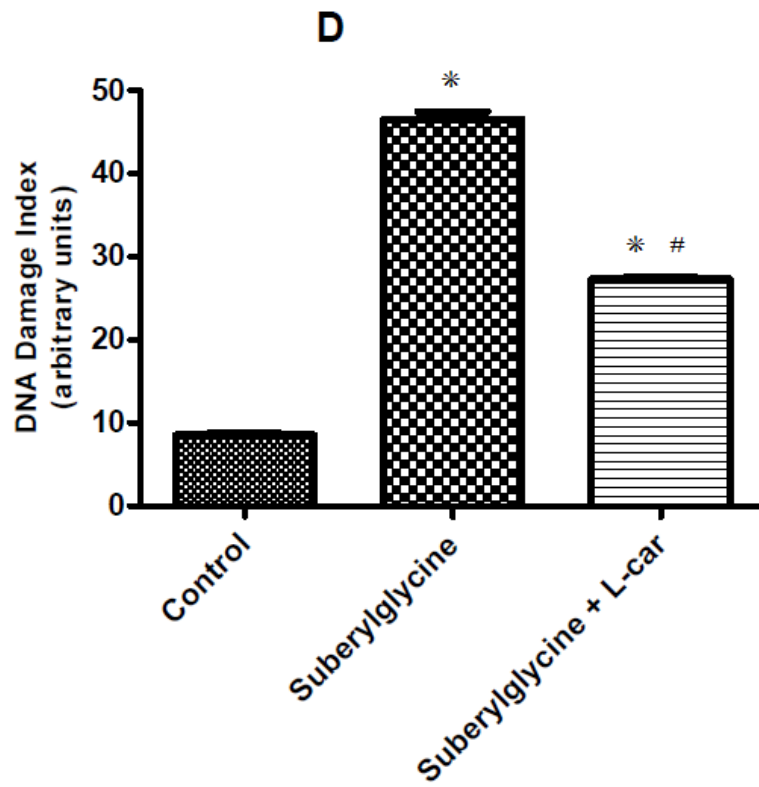 D
DNA Damage Index
(arbitrary units)
50
40
30
20
10
0
*
* #
Control
Suberylglycine
Suberylglycine + L-car